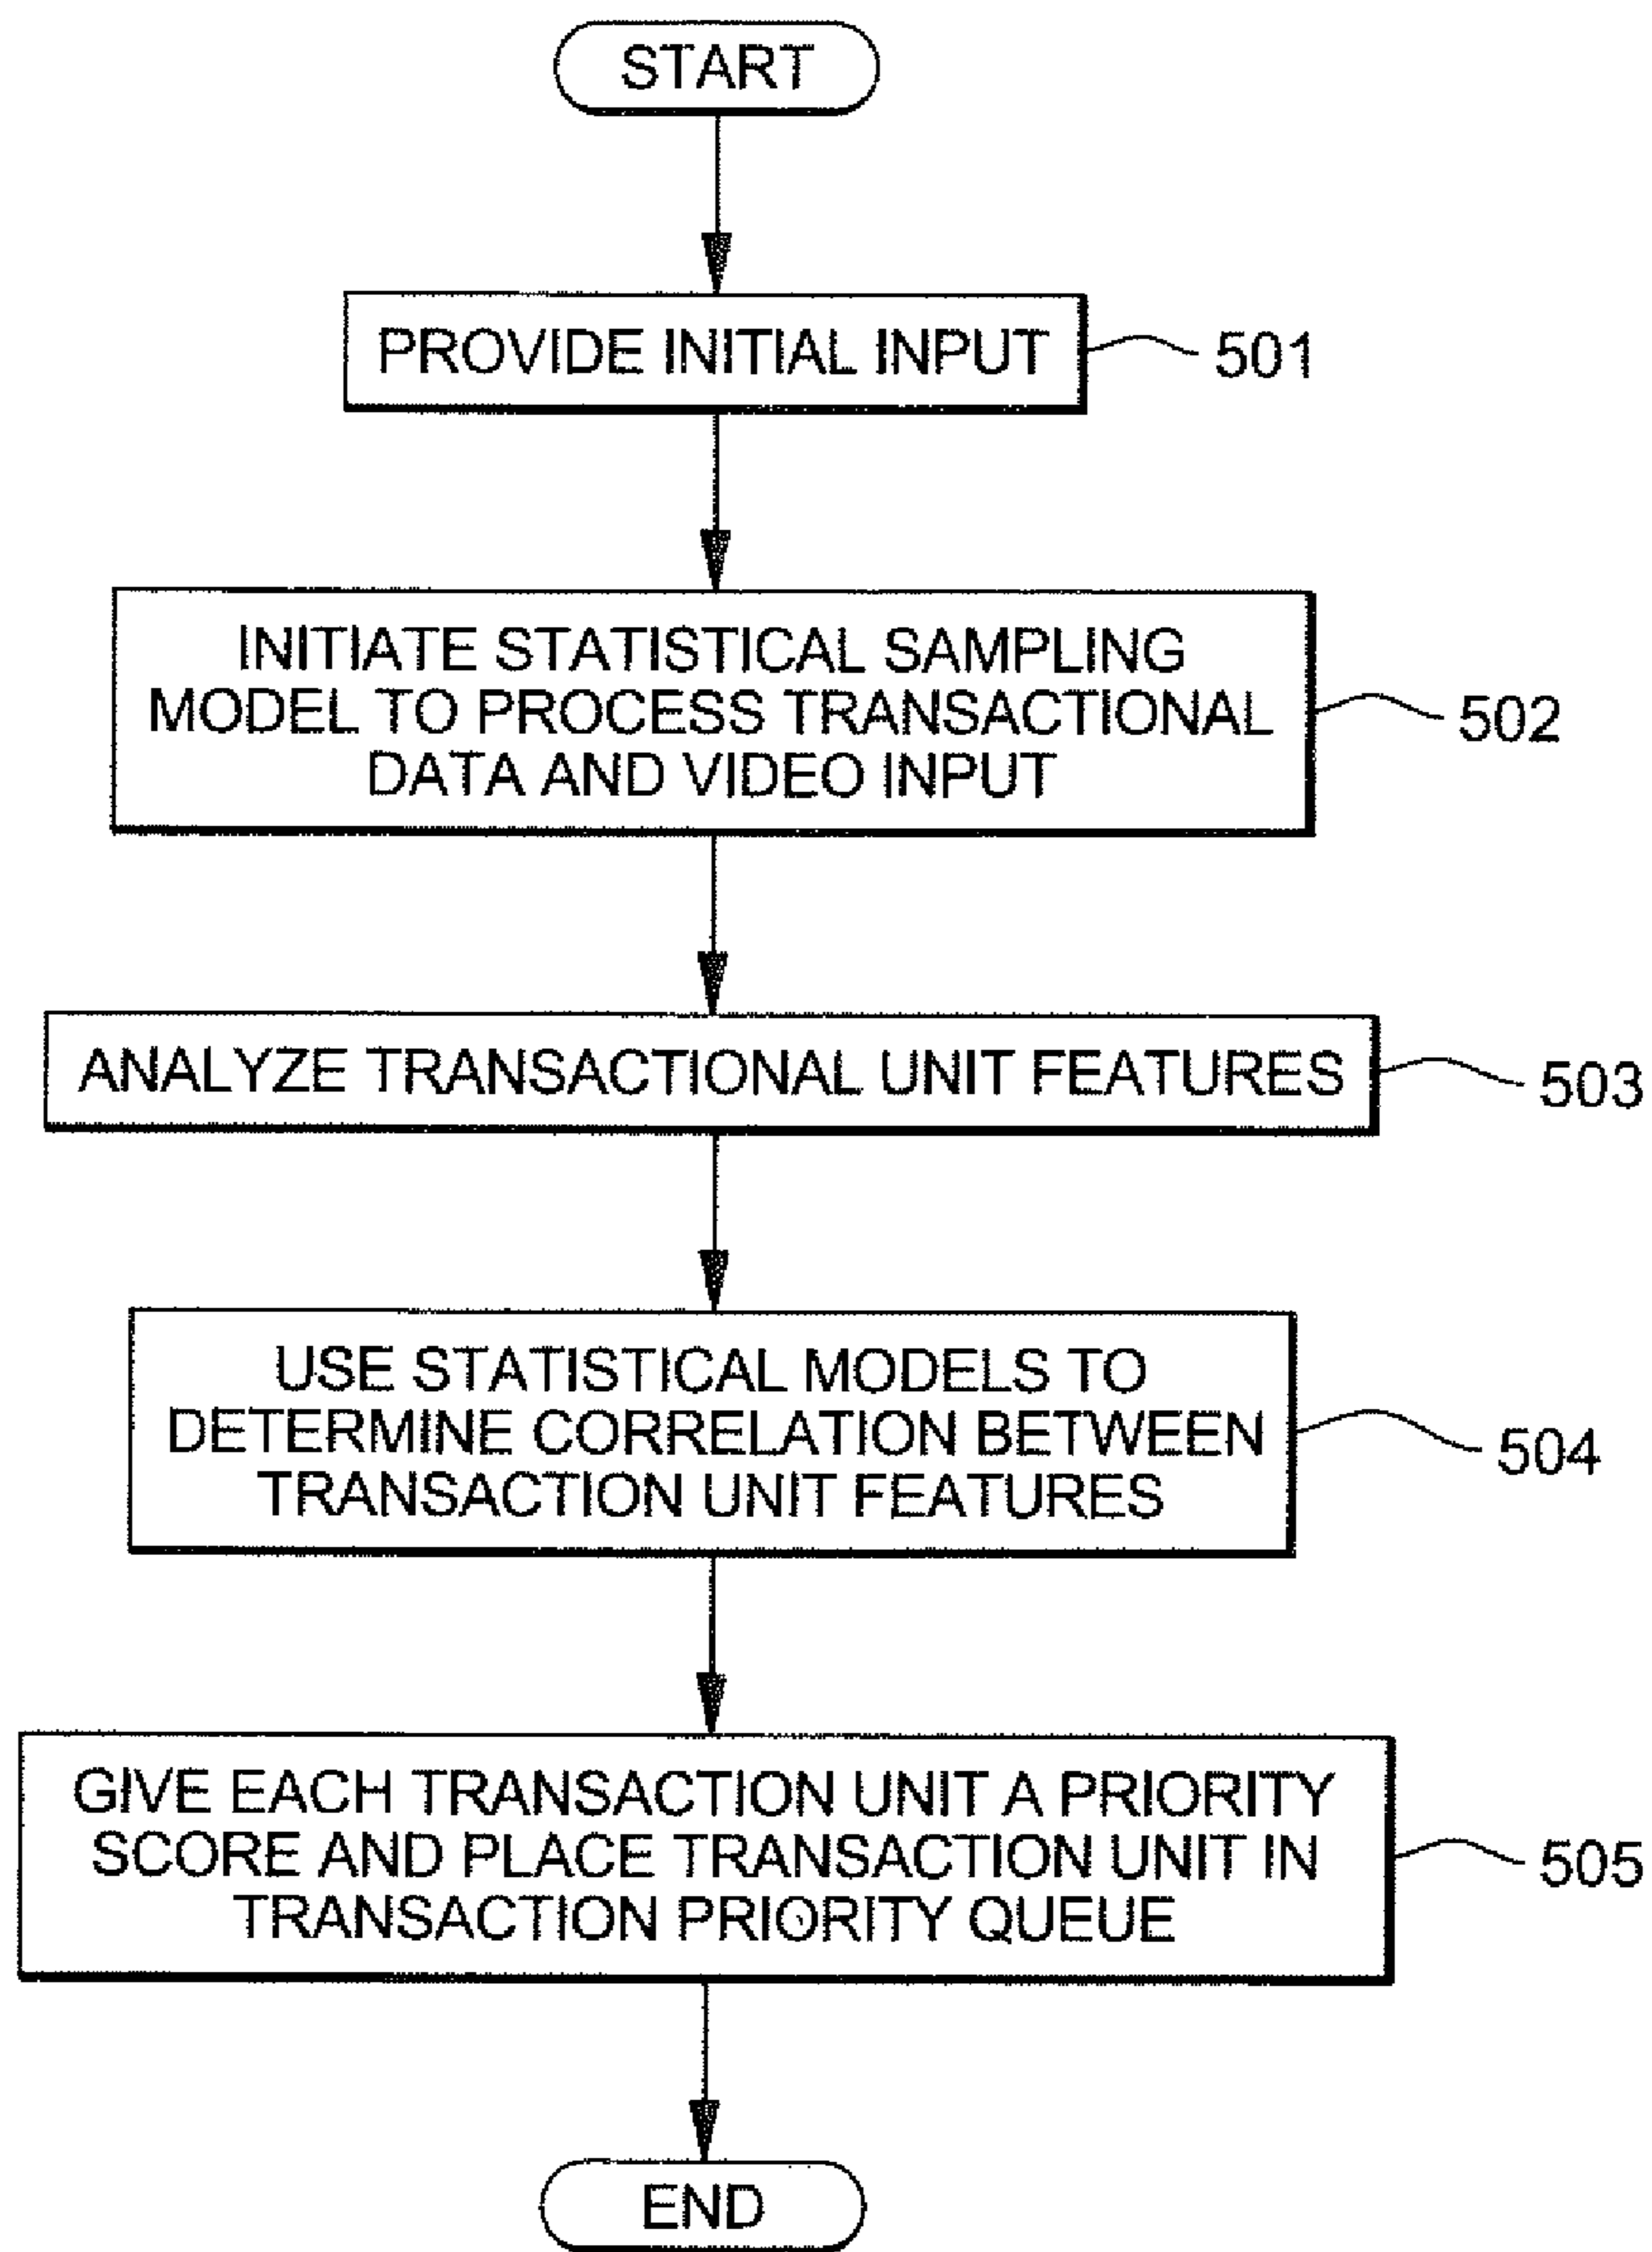 START
PROVIDE INITIAL INPUT
501
INITIATE STATISTICAL SAMPLING
MODEL TO PROCESS TRANSACTIONAL
DATA AND VIDEO INPUT
502
ANALYZE TRANSACTIONAL UNIT FEATURES
503
USE STATISTICAL MODELS TO
DETERMINE CORRELATION BETWEEN
TRANSACTION UNIT FEATURES
504
GIVE EACH TRANSACTION UNIT A PRIORITY
SCORE AND PLACE TRANSACTION UNIT IN
TRANSACTION PRIORITY QUEUE
505
END